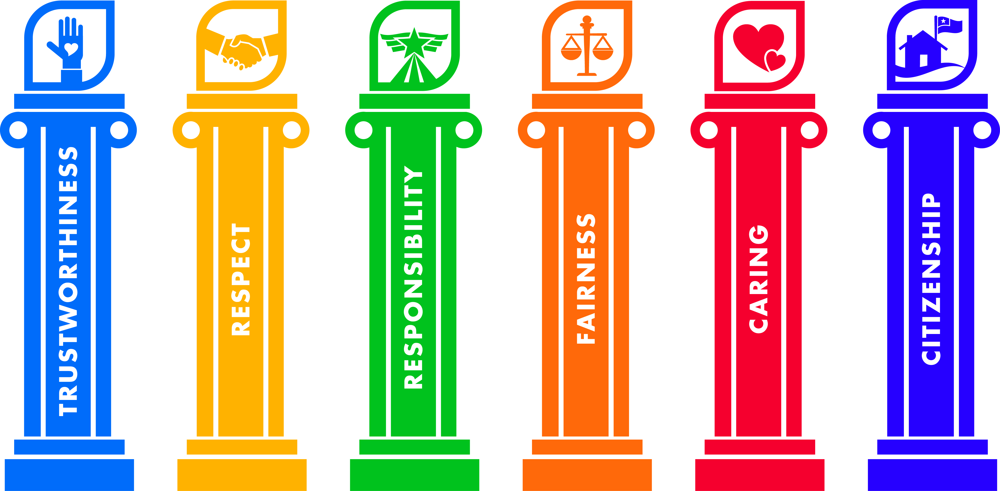 TRUSTWORTHINESS
RESPECT
RESPONSIBILITY
FAIRNESS
CARING
CITIZENSHIP